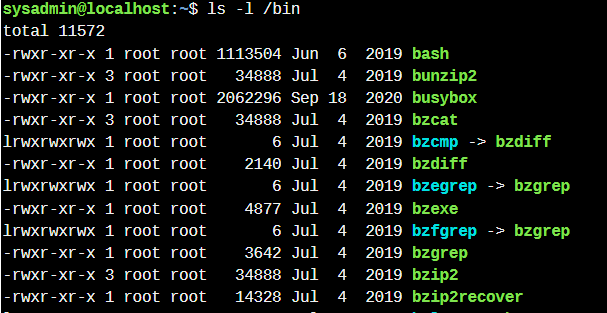 sysadmin@localhost:~$ ls -l /bin
total 11572
-rwxr-xr-x 1 root root 1113504 Jun  6  2019 bash
-rwxr-xr-x 3 root root   34888 Jul  4  2019 bunzip2
-rwxr-xr-x 1 root root 2062296 Sep 18  2020 busybox
-rwxr-xr-x 3 root root   34888 Jul  4  2019 bzcat
lrwxrwxrwx 1 root root       6 Jul  4  2019 bzcmp -> bzdiff
-rwxr-xr-x 1 root root    2140 Jul  4  2019 bzdiff
lrwxrwxrwx 1 root root       6 Jul  4  2019 bzegrep -> bzgrep
-rwxr-xr-x 1 root root    4877 Jul  4  2019 bzexe
lrwxrwxrwx 1 root root       6 Jul  4  2019 bzfgrep -> bzgrep
-rwxr-xr-x 1 root root    3642 Jul  4  2019 bzgrep
-rwxr-xr-x 3 root root   34888 Jul  4  2019 bzip2
-rwxr-xr-x 1 root root   14328 Jul  4  2019 bzip2recover